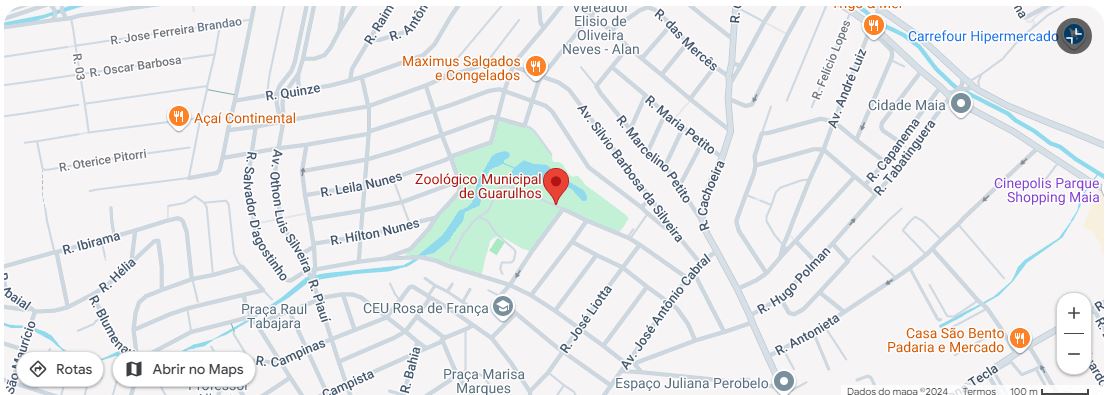 Trigo & Mel
Vereador
Elisio de
Oliveira
Neves - Alan
R. Jose Ferreira Brandao
R. 03
R. Oscar Barbosa
R. Quinze
Maximus Salgados
e Congelados
R. das Mercês
R. Felício Lopes
Av. André Luiz
Carrefour Hipermercado
Cidade Maia
Açaí Continental
R. Oterice Pitorri
R. Salvador D'agostinho
Av. Othon Luis Silveira
R. Leila Nunes
R. Hílton Nunes
Zoológico Municipal
de Guarulhos
Av. Silvio Barbosa da Silveira
R. Maria Petito
R. Marcelino Petito
R. Cachoeira
R. Capanema
R. Tabatinguera
Cinepolis Parque
Shopping Maia
R. Ibirama
R. Hélia
R. Piauí
Praça Raul
Tabajara
CEU Rosa de França
R. José Liotta
Av. José Antônio Cabral
R. Hugo Polman
R. Antonieta
Casa São Bento
Padaria e Mercado
R. Campinas
R. Bahia
Campista
Praça Marisa
Marques
Espaço Juliana Perobelo
Tecla
Rotas
Abrir no Maps
+
−
Dados do mapa ©2024
Termos
100 m